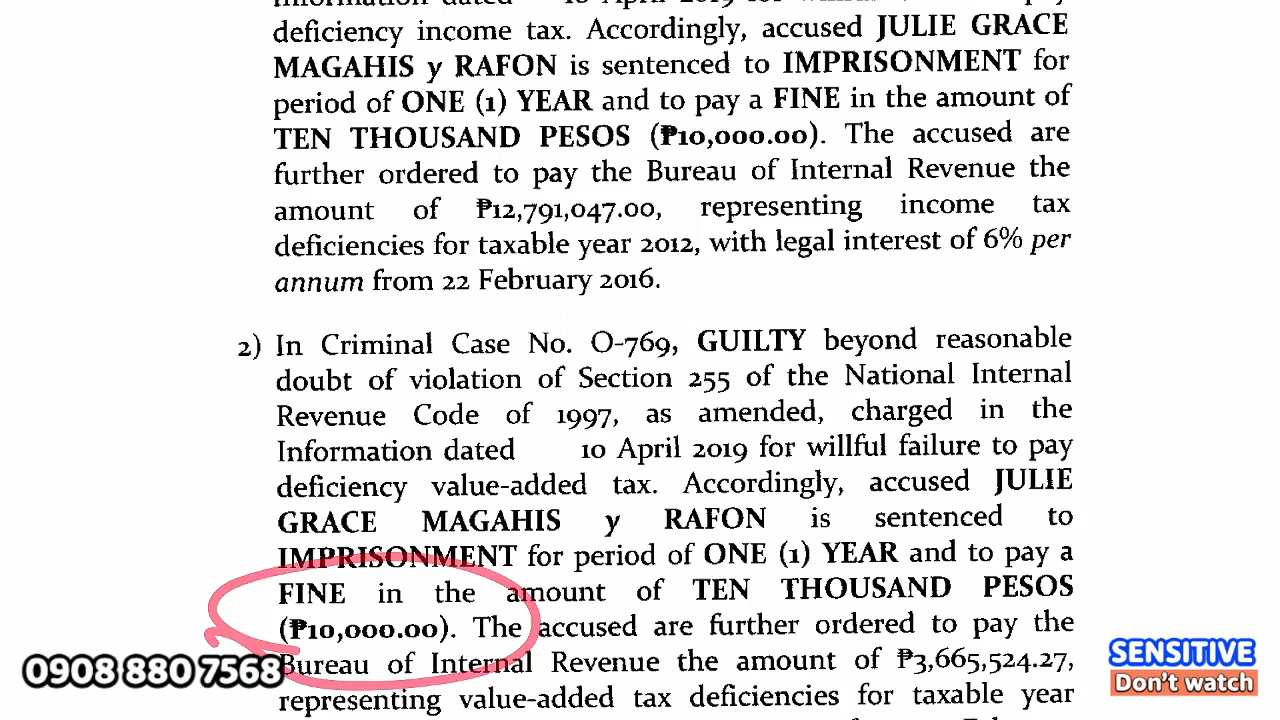 deficiency income tax. Accordingly, accused JULIE GRACE
MAGAHIS y RAFON is sentenced to IMPRISONMENT for
period of ONE (1) YEAR and to pay a FINE in the amount of
TEN THOUSAND PESOS (₱10,000.00). The accused are
further ordered to pay the Bureau of Internal Revenue the
amount of ₱12,791,047.00, representing income tax
deficiencies for taxable year 2012, with legal interest of 6% per
annum from 22 February 2016.
2) In Criminal Case No. O-769, GUILTY beyond reasonable
doubt of violation of Section 255 of the National Internal
Revenue Code of 1997, as amended, charged in the
Information dated 10 April 2019 for willful failure to pay
deficiency value-added tax. Accordingly, accused JULIE
GRACE MAGAHIS y RAFON is sentenced to
IMPRISONMENT for period of ONE (1) YEAR and to pay a
FINE in the amount of TEN THOUSAND PESOS
(₱10,000.00). The accused are further ordered to pay the
Bureau of Internal Revenue the amount of ₱3,665,524.27,
representing value-added tax deficiencies for taxable year
0908 880 7568
SENSITIVE
Don't watch